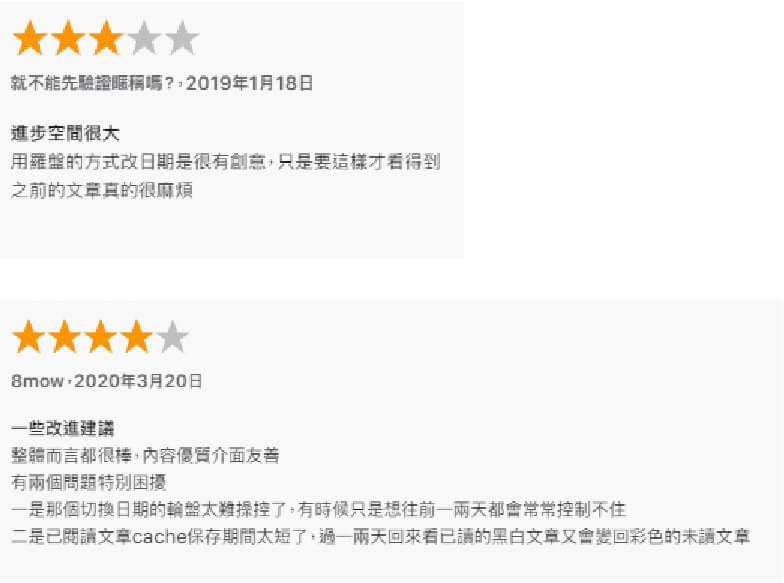 就不能先驗證暱稱嗎?，2019年1月18日
進步空間很大
用羅盤的方式改日期是很有創意，只是要這樣才看得到
之前的文章真的很麻煩
8mow，2020年3月20日
一些改進建議
整體而言都很棒，內容優質介面友善
有兩個問題特別困擾
一是那個切換日期的輪盤太難操控了，有時候只是想往前一兩天都會常常控制不住
二是已閱讀文章cache保存期間太短了，過一兩天回來看已讀的黑白文章又會變回彩色的未讀文章